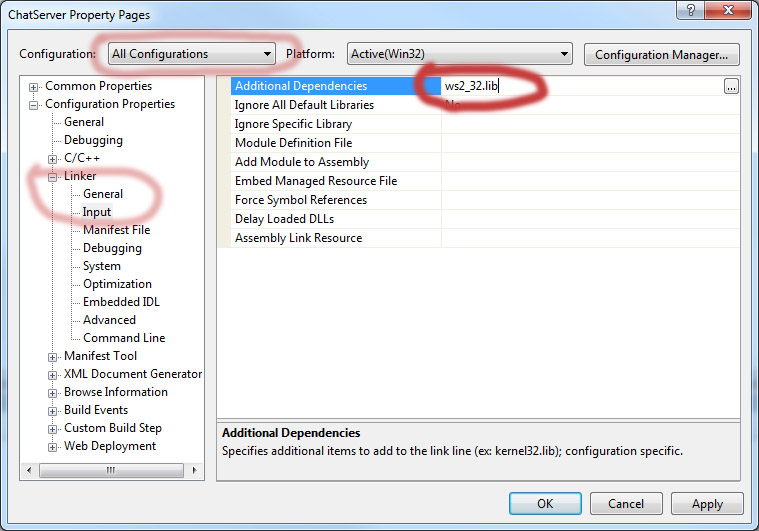 ChatServer Property Pages
?
Configuration: All Configurations Platform: Active(Win32) Configuration Manager...
Common Properties
Configuration Properties
General
Debugging
C/C++
Linker
General
Input
Manifest File
Debugging
System
Optimization
Embedded IDL
Advanced
Command Line
Manifest Tool
XML Document Generator
Browse Information
Build Events
Custom Build Step
Web Deployment
Additional Dependencies ws2_32.lib ...
Ignore All Default Libraries No
Ignore Specific Library
Module Definition File
Add Module to Assembly
Embed Managed Resource File
Force Symbol References
Delay Loaded DLLs
Assembly Link Resource
Additional Dependencies
Specifies additional items to add to the link line (ex: kernel32.lib); configuration specific.
OK Cancel Apply